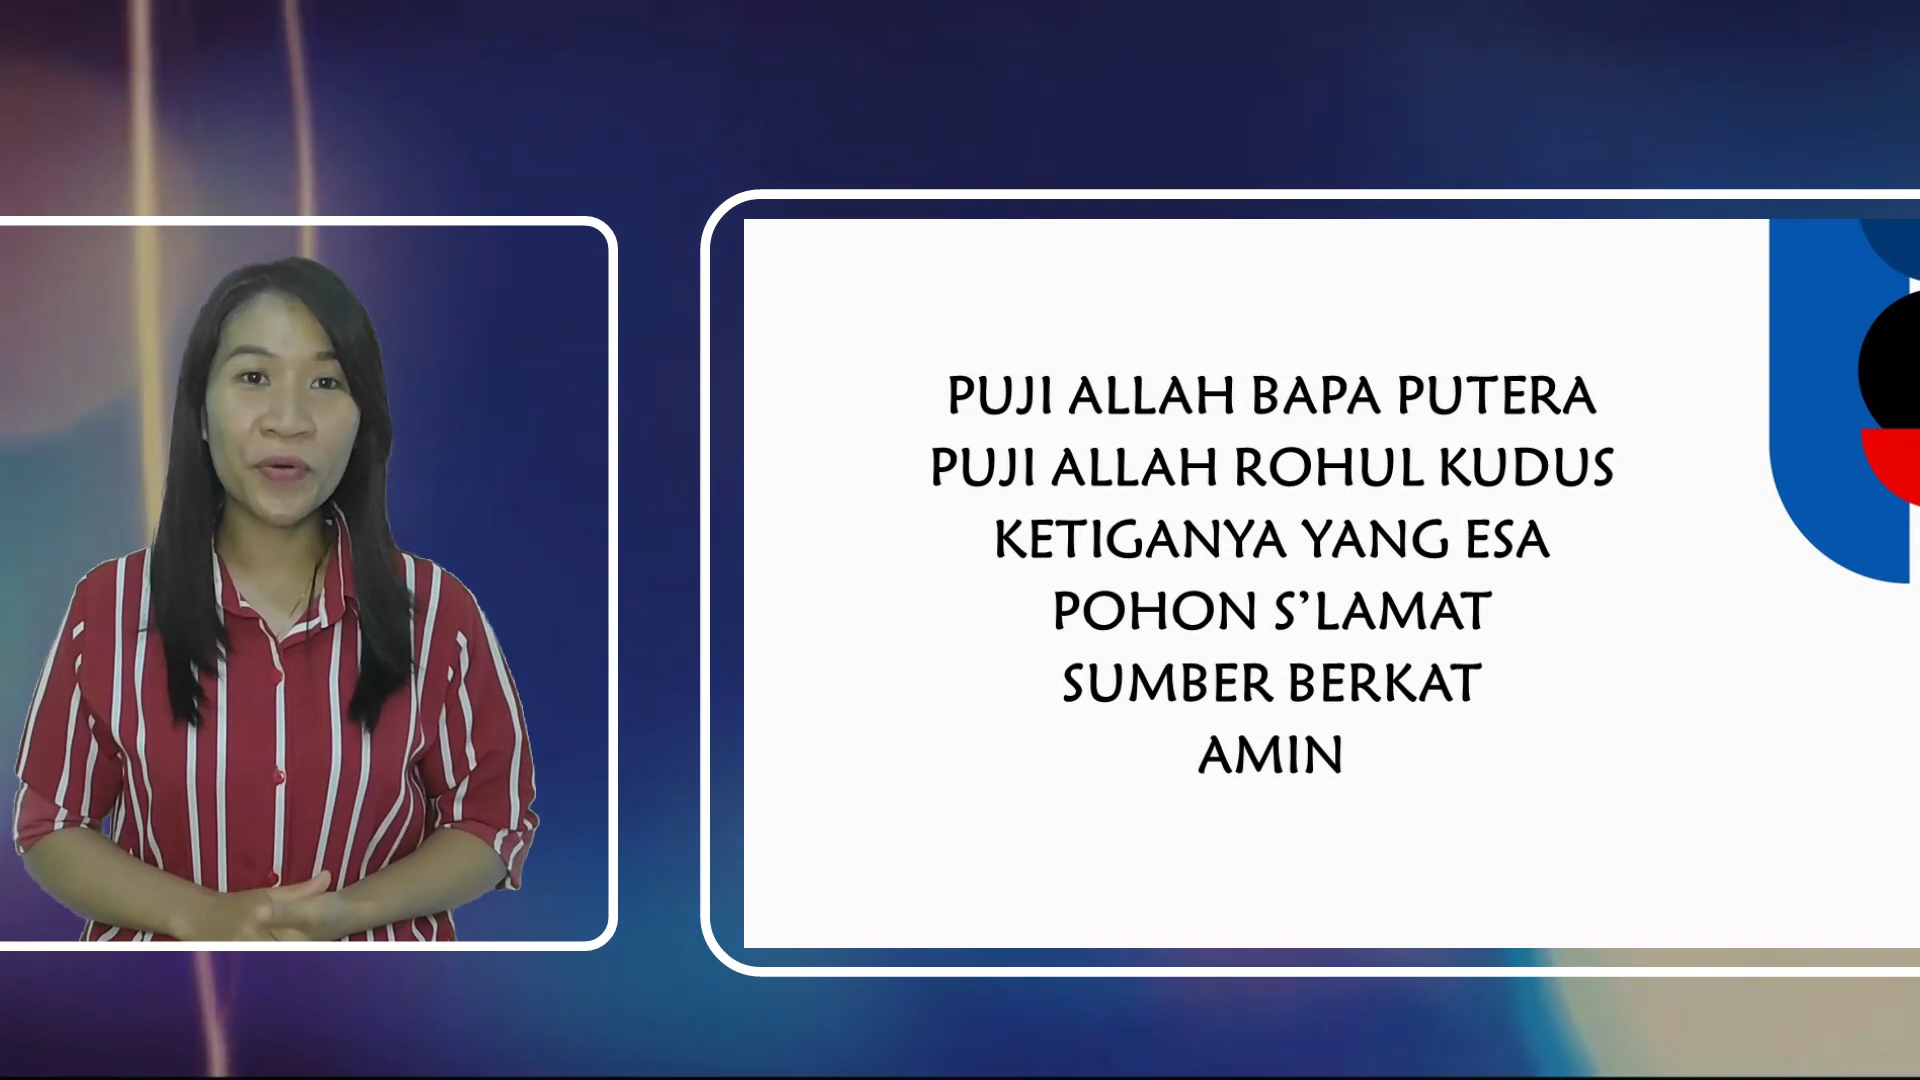 PUJI ALLAH BAPA PUTERA
PUJI ALLAH ROHUL KUDUS
KETIGANYA YANG ESA
POHON S’LAMAT
SUMBER BERKAT
AMIN